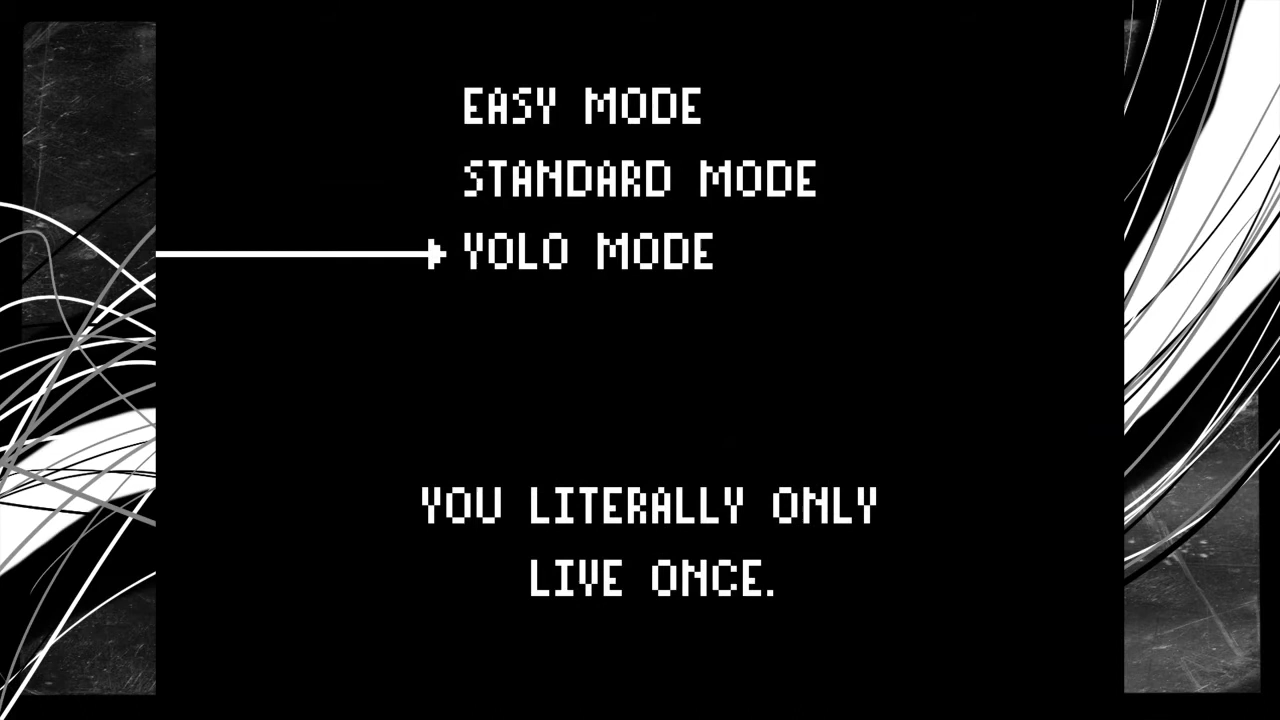 EASY MODE
STANDARD MODE
YOLO MODE
YOU LITERALLY ONLY
LIVE ONCE.